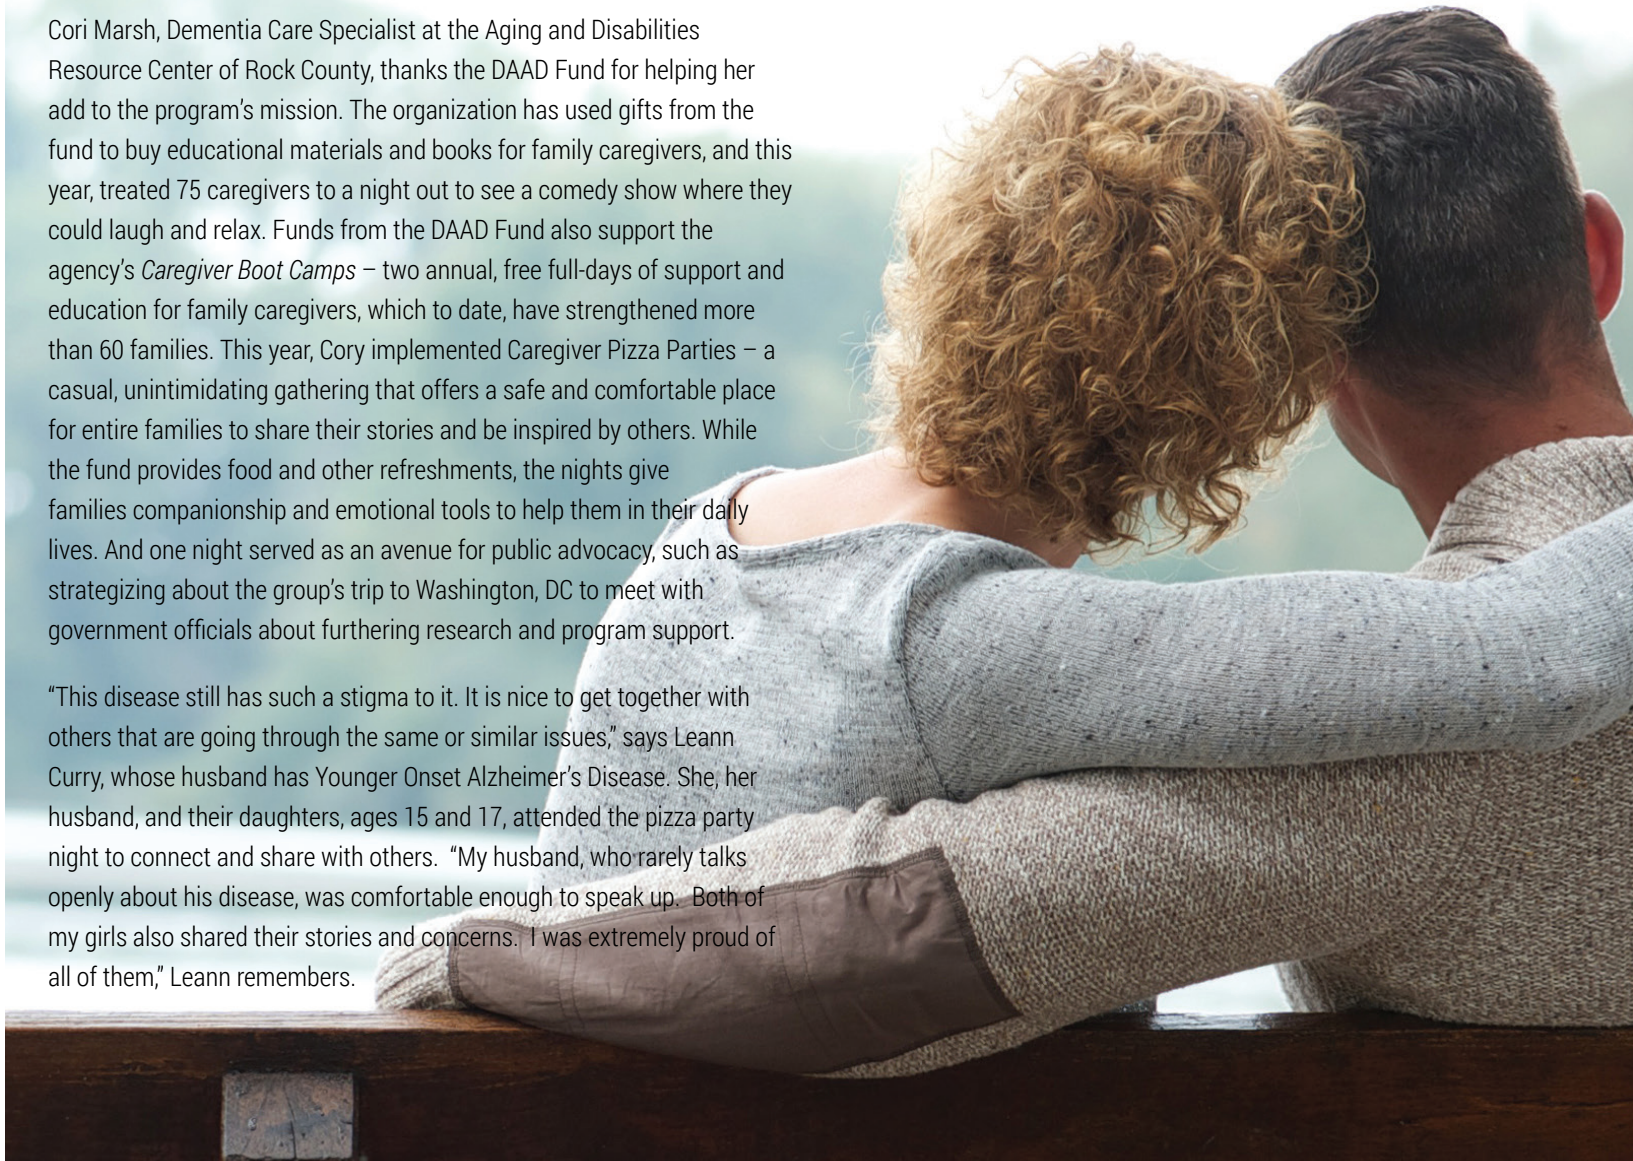 Cori Marsh, Dementia Care Specialist at the Aging and Disabilities
Resource Center of Rock County, thanks the DAAD Fund for helping her
add to the program's mission. The organization has used gifts from the
fund to buy educational materials and books for family caregivers, and this
year, treated 75 caregivers to a night out to see a comedy show where they
could laugh and relax. Funds from the DAAD Fund also support the
agency's Caregiver Boot Camps – two annual, free full-days of support and
education for family caregivers, which to date, have strengthened more
than 60 families. This year, Cory implemented Caregiver Pizza Parties – a
casual, unintimidating gathering that offers a safe and comfortable place
for entire families to share their stories and be inspired by others. While
the fund provides food and other refreshments, the nights give
families companionship and emotional tools to help them in their daily
lives. And one night served as an avenue for public advocacy, such as
strategizing about the group's trip to Washington, DC to meet with
government officials about furthering research and program support.
“This disease still has such a stigma to it. It is nice to get together with
others that are going through the same or similar issues,” says Leann
Curry, whose husband has Younger Onset Alzheimer's Disease. She, her
husband, and their daughters, ages 15 and 17, attended the pizza party
night to connect and share with others.  “My husband, who rarely talks
openly about his disease, was comfortable enough to speak up.  Both of
my girls also shared their stories and concerns.  I was extremely proud of
all of them,” Leann remembers.